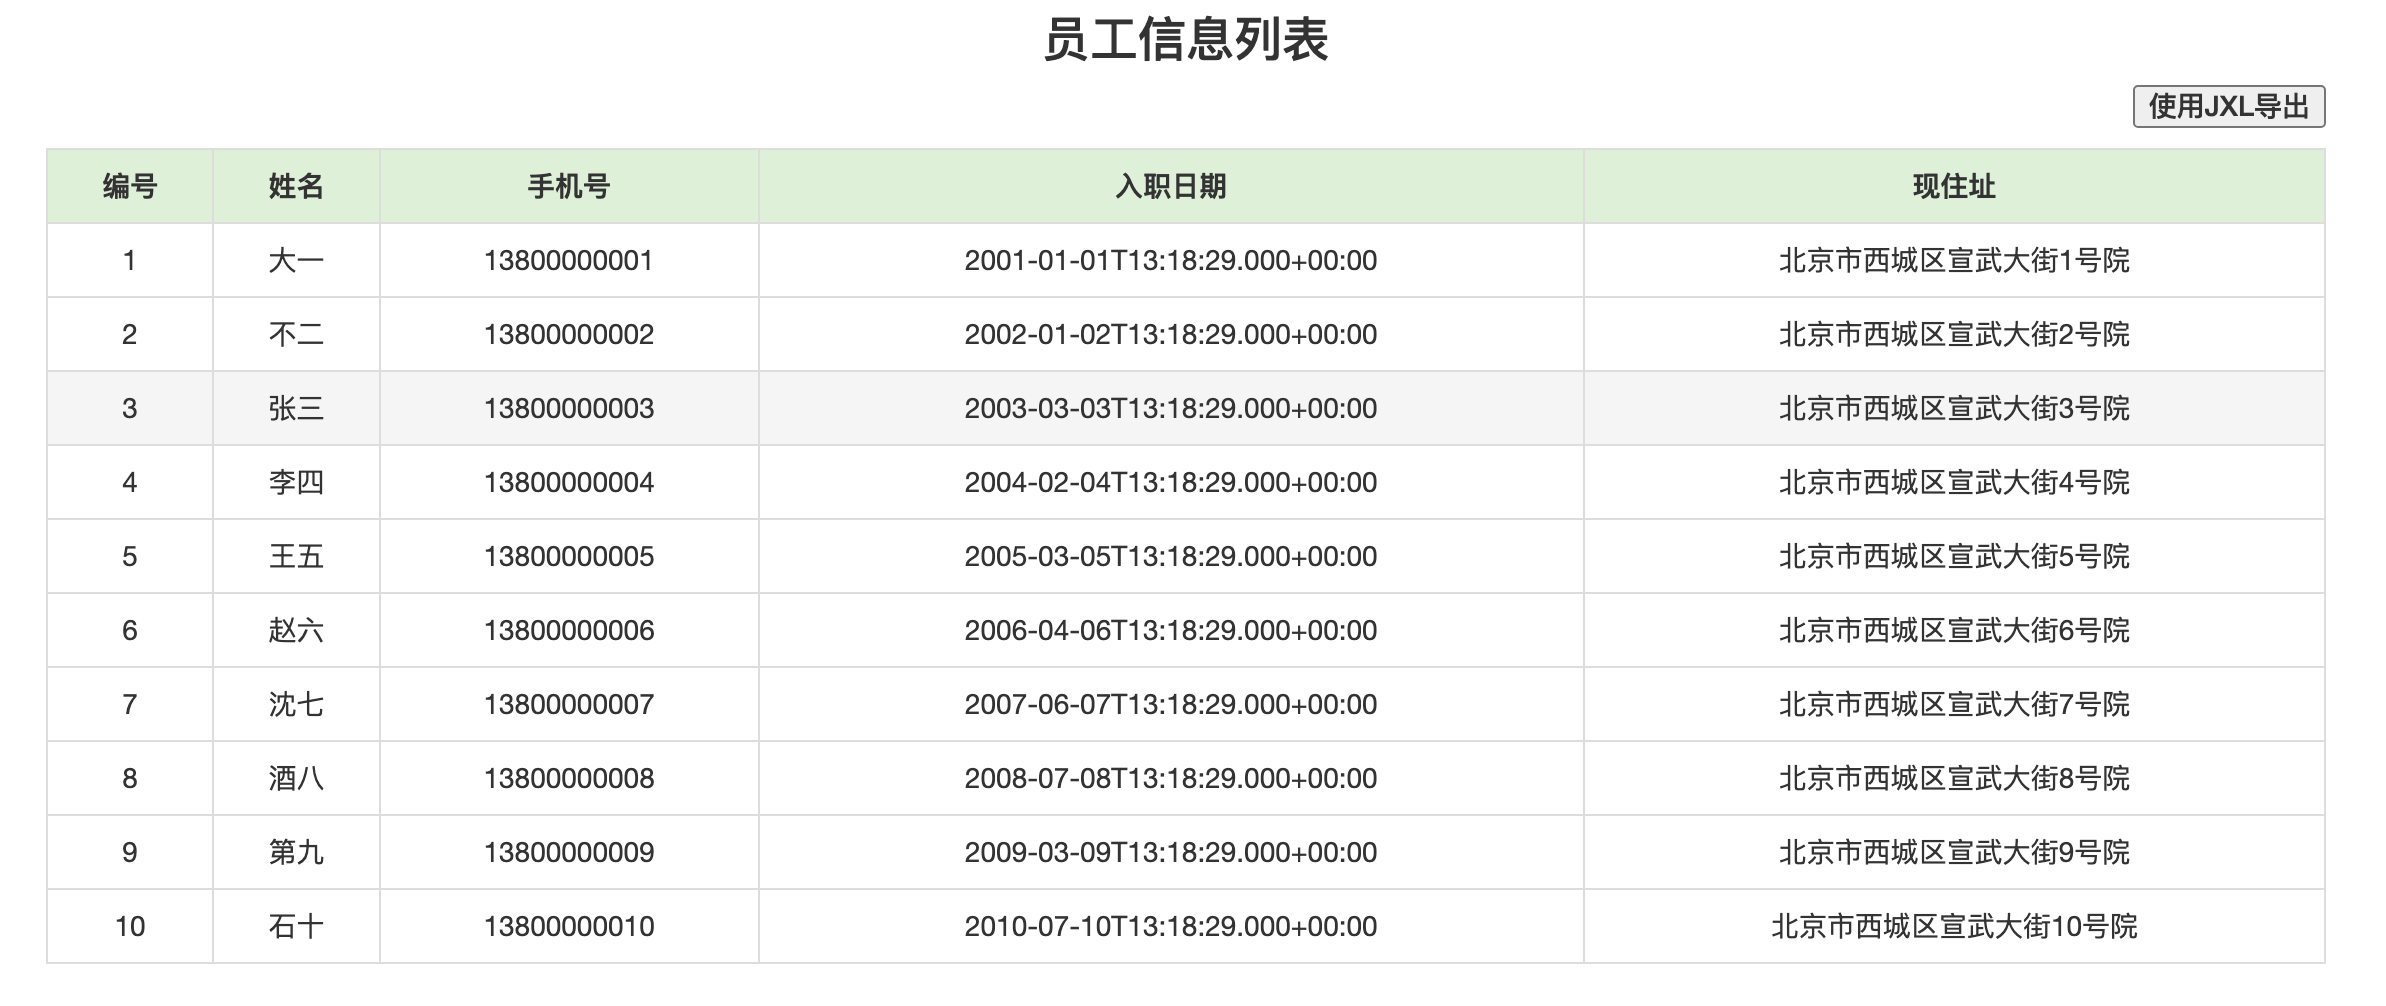 员工信息列表
使用JXL导出
编号 姓名 手机号 入职日期 现住址
1 大一 13800000001 2001-01-01T13:18:29.000+00:00 北京市西城区宣武大街1号院
2 不二 13800000002 2002-01-02T13:18:29.000+00:00 北京市西城区宣武大街2号院
3 张三 13800000003 2003-03-03T13:18:29.000+00:00 北京市西城区宣武大街3号院
4 李四 13800000004 2004-02-04T13:18:29.000+00:00 北京市西城区宣武大街4号院
5 王五 13800000005 2005-03-05T13:18:29.000+00:00 北京市西城区宣武大街5号院
6 赵六 13800000006 2006-04-06T13:18:29.000+00:00 北京市西城区宣武大街6号院
7 沈七 13800000007 2007-06-07T13:18:29.000+00:00 北京市西城区宣武大街7号院
8 酒八 13800000008 2008-07-08T13:18:29.000+00:00 北京市西城区宣武大街8号院
9 第九 13800000009 2009-03-09T13:18:29.000+00:00 北京市西城区宣武大街9号院
10 石十 13800000010 2010-07-10T13:18:29.000+00:00 北京市西城区宣武大街10号院